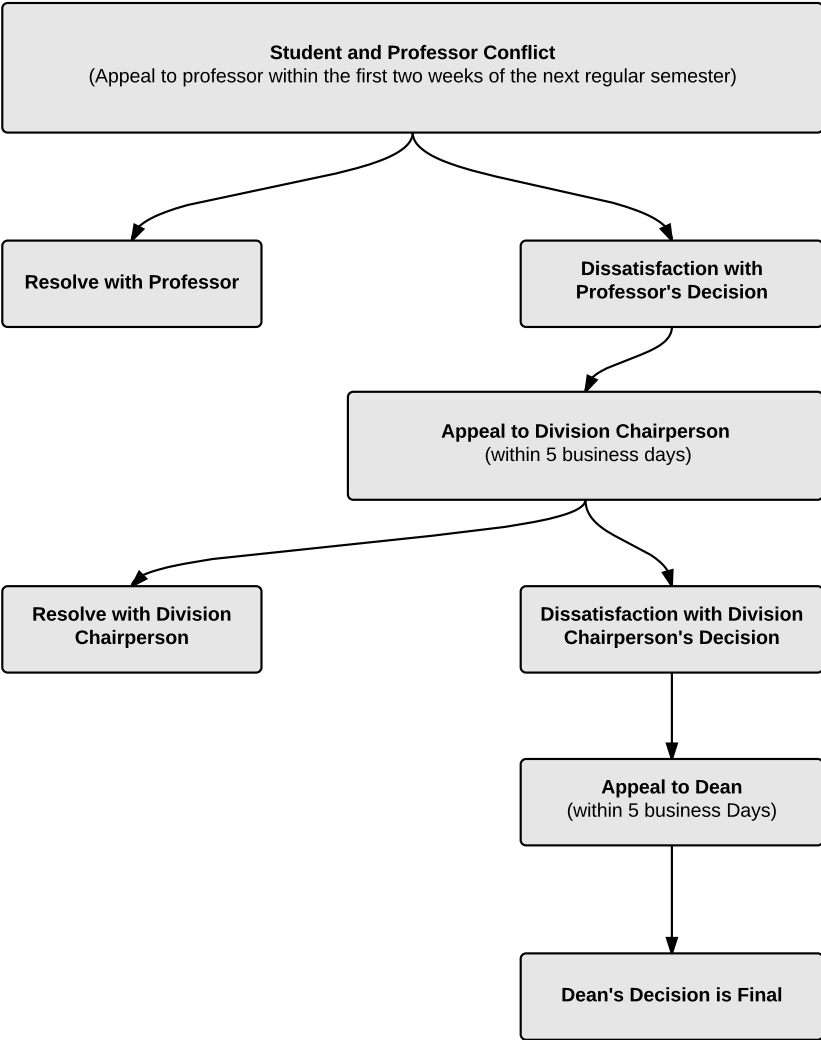 Student and Professor Conflict
(Appeal to professor within the first two weeks of the next regular semester)
Resolve with Professor
Dissatisfaction with
Professor's Decision
Appeal to Division Chairperson
(within 5 business days)
Resolve with Division
Chairperson
Dissatisfaction with Division
Chairperson's Decision
Appeal to Dean
(within 5 business Days)
Dean's Decision is Final